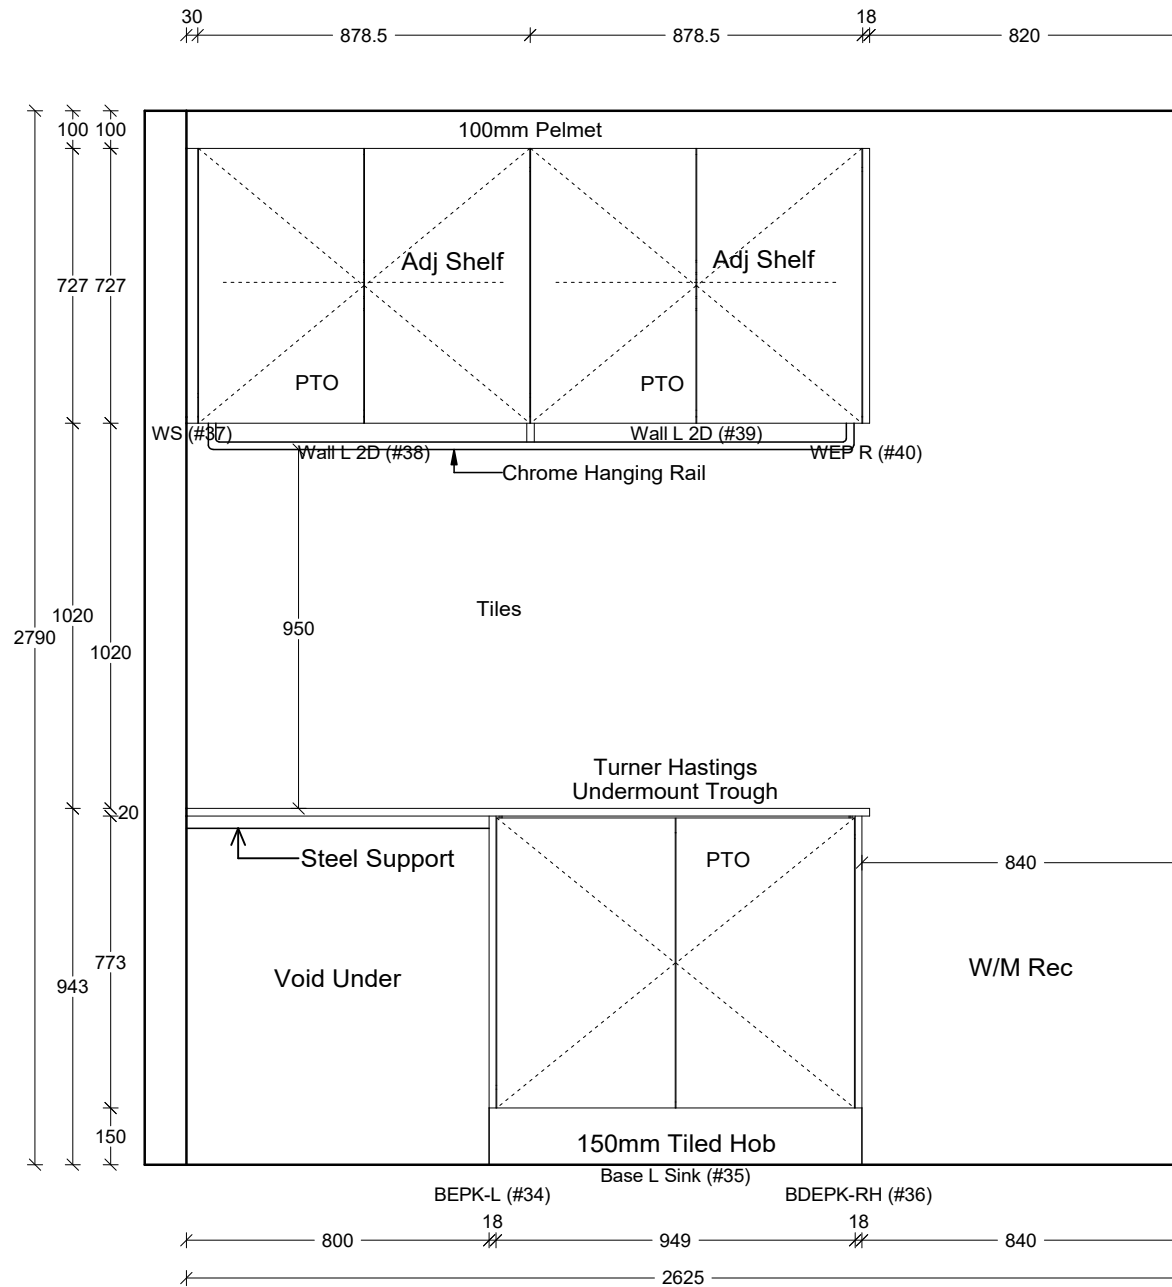 30
878.5
878.5
18
820
100
100
100mm Pelmet
727
727
Adj Shelf
Adj Shelf
PTO
PTO
WS (#37)
Wall L 2D (#38)
Wall L 2D (#39)
WEP R (#40)
Chrome Hanging Rail
Tiles
1020
950
2790
1020
Turner Hastings
Undermount Trough
20
Steel Support
PTO
840
Void Under
W/M Rec
773
943
150
150mm Tiled Hob
Base L Sink (#35)
BEPK-L (#34)
BDEPK-RH (#36)
800
18
949
18
840
2625